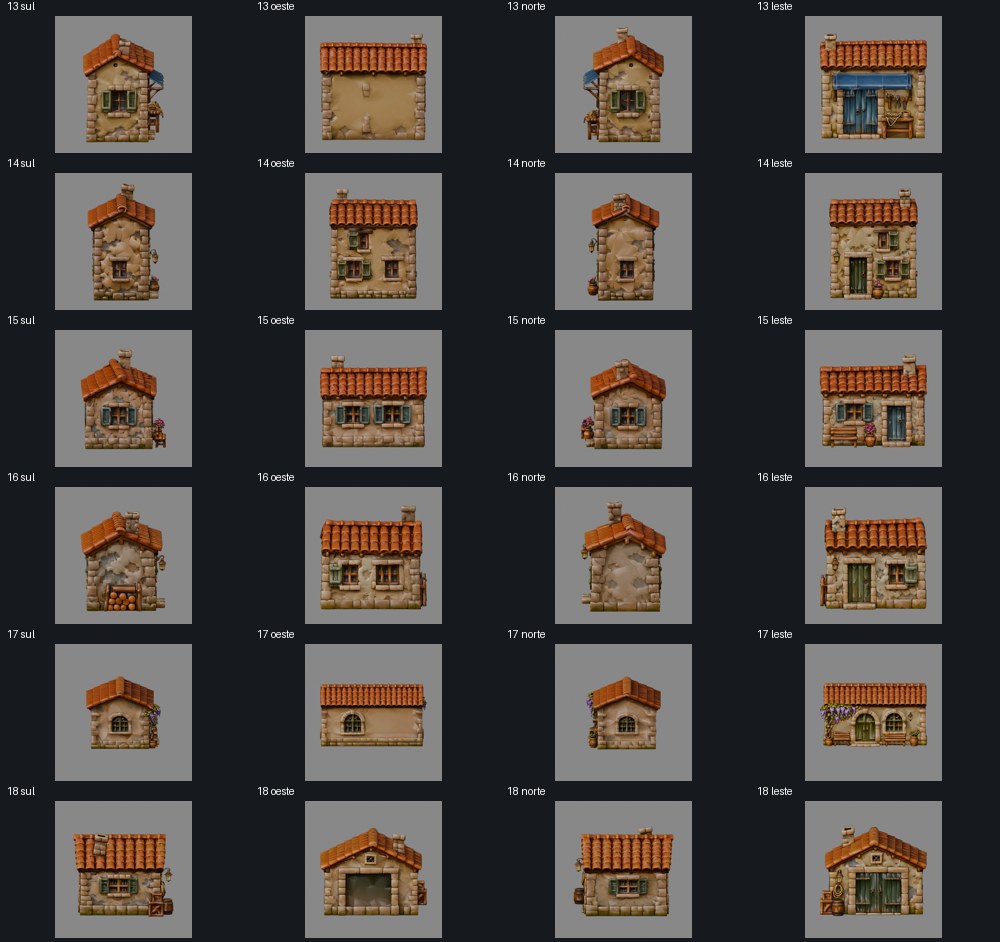 13 sul 13 oeste 13 norte 13 leste
14 sul 14 oeste 14 norte 14 leste
15 sul 15 oeste 15 norte 15 leste
16 sul 16 oeste 16 norte 16 leste
17 sul 17 oeste 17 norte 17 leste
18 sul 18 oeste 18 norte 18 leste